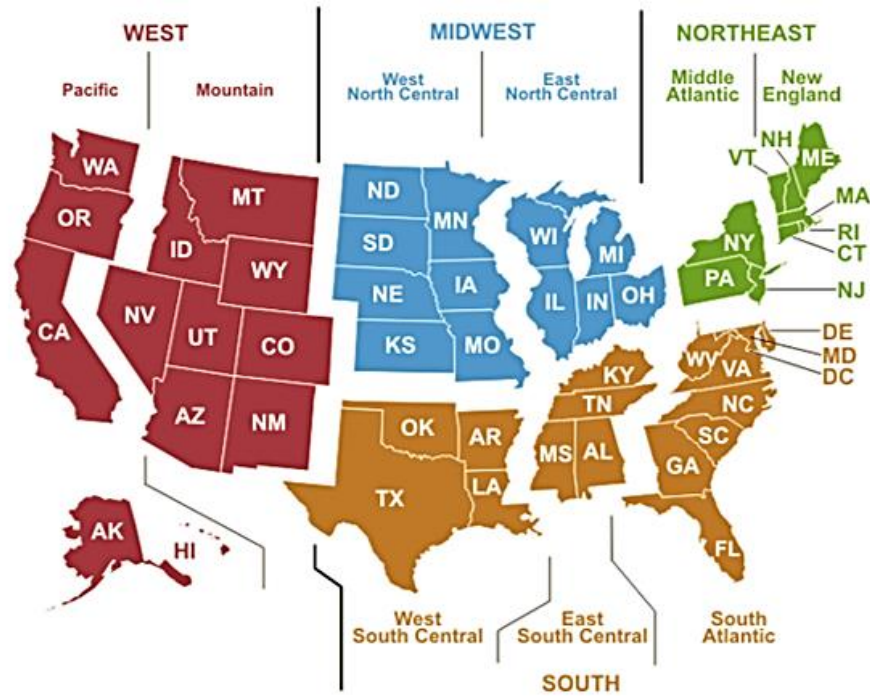 WEST
MIDWEST
NORTHEAST
Pacific
Mountain
West
North Central
East
North Central
Middle
Atlantic
New
England
WA
OR
CA
MT
ID
WY
NV
UT
CO
AZ
NM
AK
HI
ND
SD
NE
KS
MN
IA
MO
WI
MI
IL
IN
OH
NH
VT
ME
MA
RI
CT
NY
PA
NJ
DE
MD
DC
WV
VA
KY
TN
NC
SC
OK
AR
MS
AL
GA
TX
LA
FL
West
South Central
East
South Central
South
Atlantic
SOUTH